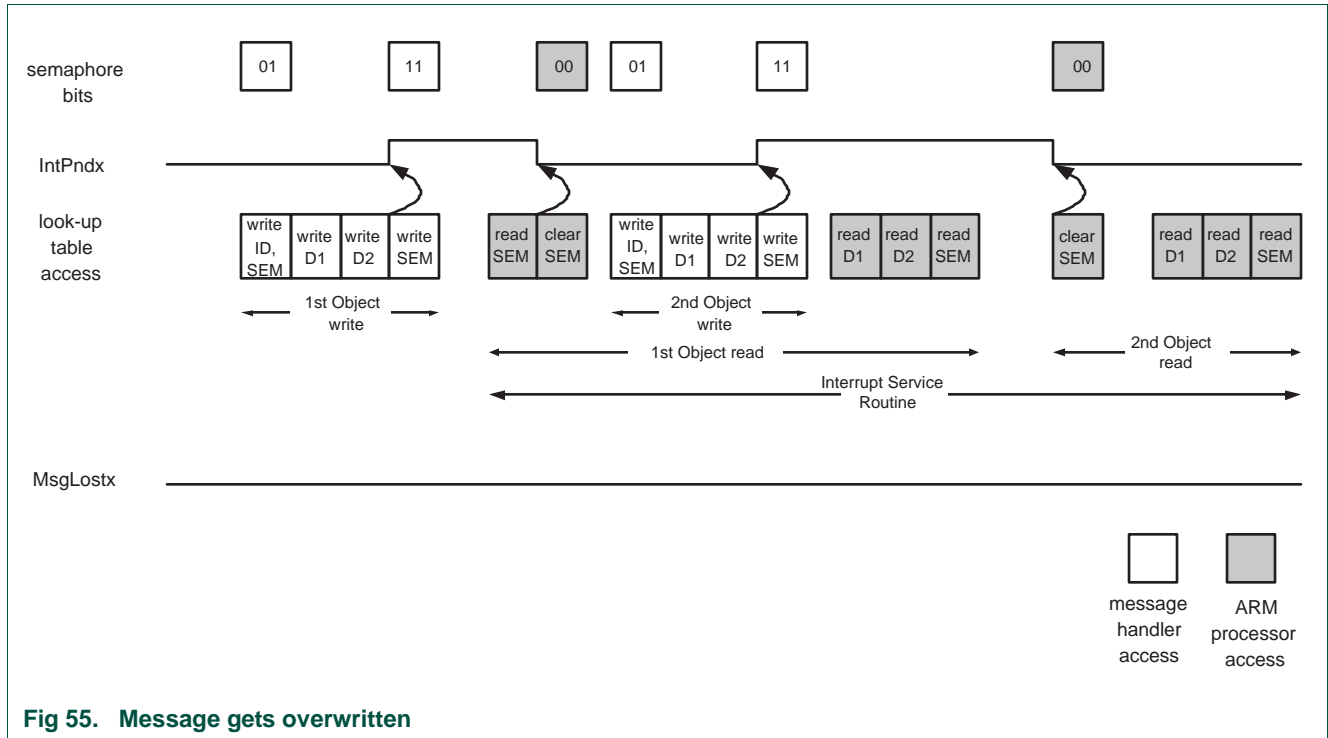 semaphore
bits
01
11
00
01
11
00
IntPndx
look-up
table
access
write
ID,
SEM
write
D1
write
D2
write
SEM
read
SEM
clear
SEM
write
ID,
SEM
write
D1
write
D2
write
SEM
read
D1
read
D2
read
SEM
clear
SEM
read
D1
read
D2
read
SEM
1st Object
write
2nd Object
write
1st Object read
2nd Object
read
Interrupt Service
Routine
MsgLostx
message
handler
access
ARM
processor
access
Fig 55. Message gets overwritten